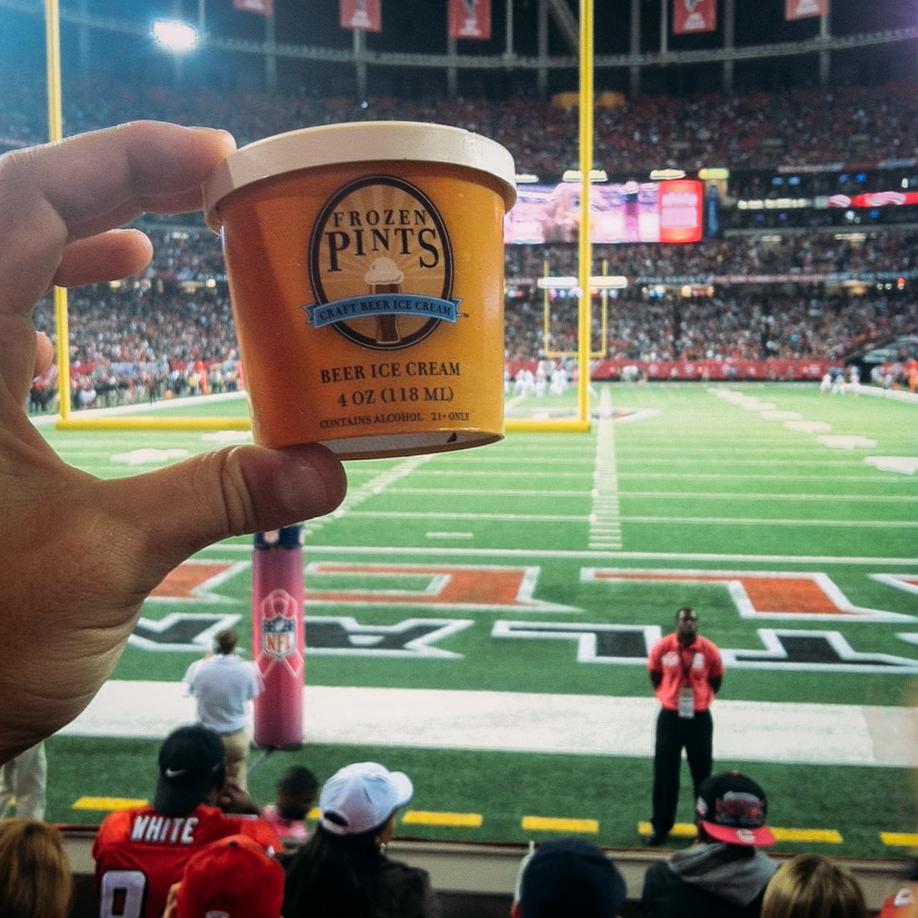 FROZEN
PINTS
CRAFT BEER ICE CREAM
TM
BEER ICE CREAM
4 OZ (118 ML)
CONTAINS ALCOHOL 21+ ONLY
NFL
WHITE